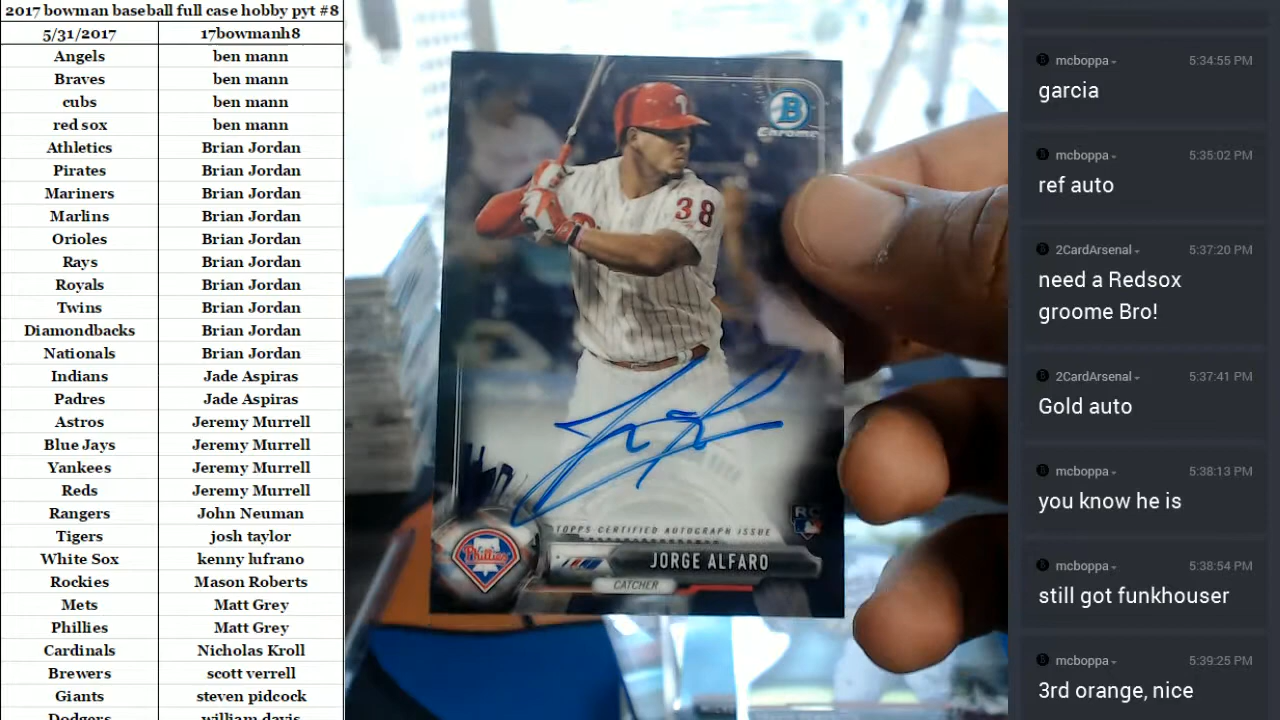 2017 bowman baseball full case hobby pyt #8
5/31/2017 17bowmanh8
Angels ben mann
Braves ben mann
cubs ben mann
red sox ben mann
Athletics Brian Jordan
Pirates Brian Jordan
Mariners Brian Jordan
Marlins Brian Jordan
Orioles Brian Jordan
Rays Brian Jordan
Royals Brian Jordan
Twins Brian Jordan
Diamondbacks Brian Jordan
Nationals Brian Jordan
Indians Jade Aspiras
Padres Jade Aspiras
Astros Jeremy Murrell
Blue Jays Jeremy Murrell
Yankees Jeremy Murrell
Reds Jeremy Murrell
Rangers John Neuman
Tigers josh taylor
White Sox kenny lufrano
Rockies Mason Roberts
Mets Matt Grey
Phillies Matt Grey
Cardinals Nicholas Kroll
Brewers scott verrell
Giants steven pidcock
Dodgers william davis
B
Chrome
P
38
TOPPS CERTIFIED AUTOGRAPH ISSUE
RC
Phillies
JORGE ALFARO
CATCHER
mcboppa 5:34:55 PM
garcia
mcboppa 5:35:02 PM
ref auto
2CardArsenal 5:37:20 PM
need a Redsox
groome Bro!
2CardArsenal 5:37:41 PM
Gold auto
mcboppa 5:38:13 PM
you know he is
mcboppa 5:38:54 PM
still got funkhouser
mcboppa 5:39:25 PM
3rd orange, nice